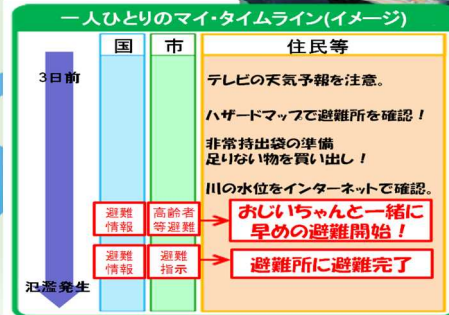 一人ひとりのマイ・タイムライン(イメージ)
国
市
住民等
3日前
テレビの天気予報を注意。
ハザードマップで避難所を確認！
非常持出袋の準備
足りない物を買い出し！
川の水位をインターネットで確認。
避難
情報
高齢者
等避難
おじいちゃんと一緒に
早めの避難開始！
避難
情報
避難
指示
避難所に避難完了
氾濫発生